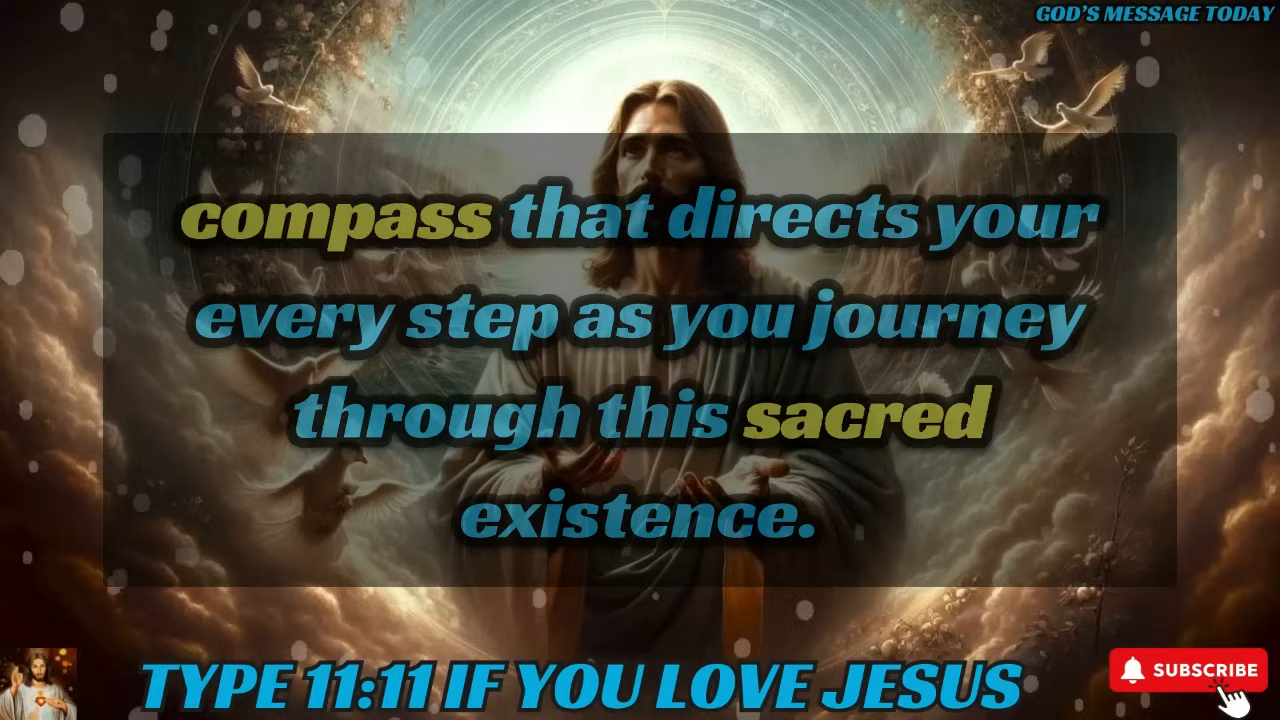 GOD'S MESSAGE TODAY
compass that directs your
every step as you journey
through this sacred
existence.
TYPE 11:11 IF YOU LOVE JESUS
SUBSCRIBE